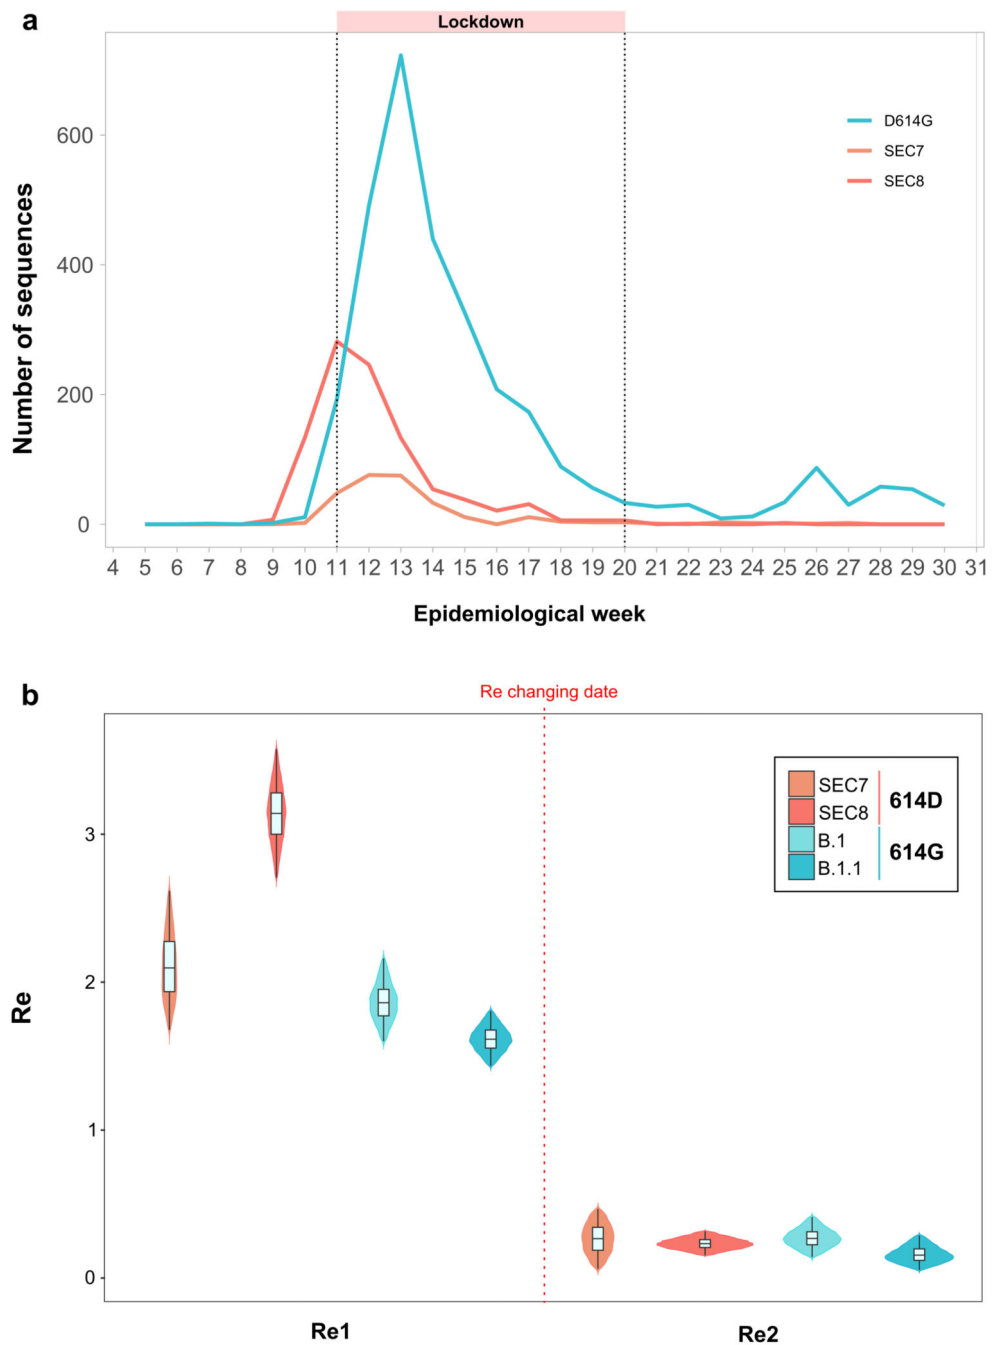 a
Lockdown
Number of sequences
600
400
200
0
D614G
SEC7
SEC8
4 5 6 7 8 9 10 11 12 13 14 15 16 17 18 19 20 21 22 23 24 25 26 27 28 29 30 31
Epidemiological week
b
Re changing date
Re
3
2
1
0
SEC7
SEC8
614D
B.1
B.1.1
614G
Re1
Re2